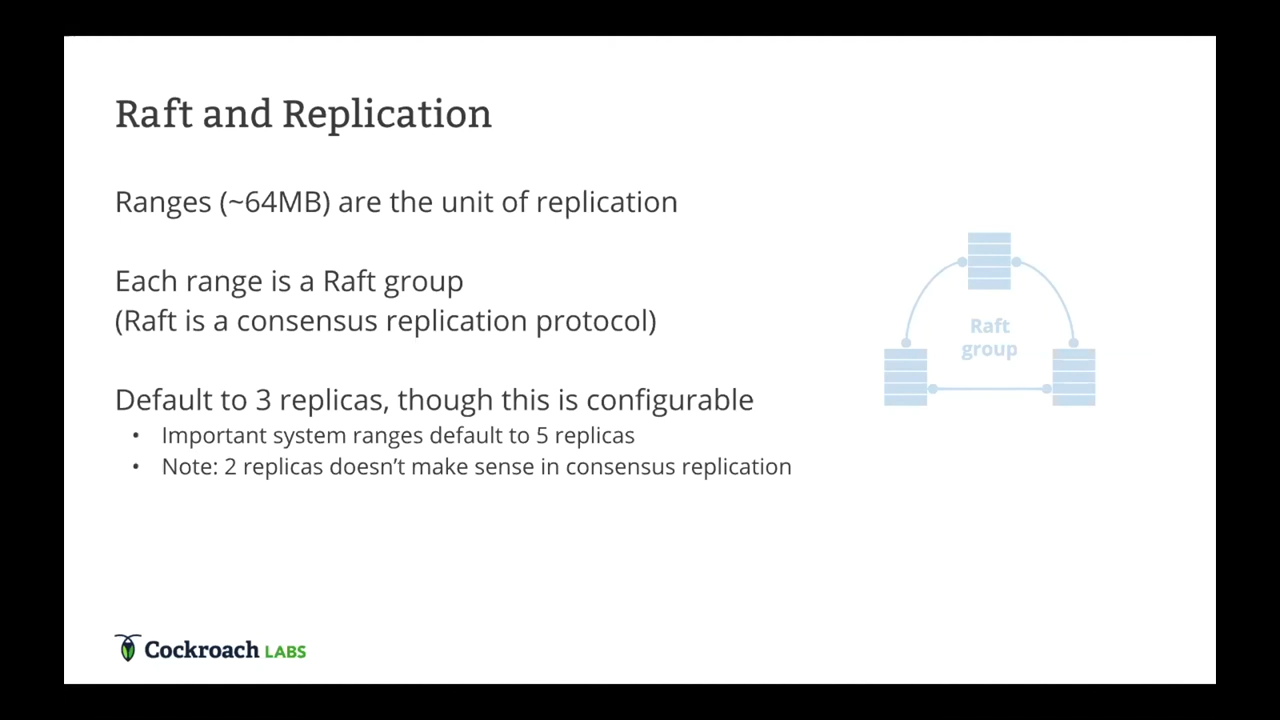 Raft and Replication
Ranges (~64MB) are the unit of replication
Each range is a Raft group
(Raft is a consensus replication protocol)
Default to 3 replicas, though this is configurable
• Important system ranges default to 5 replicas
• Note: 2 replicas doesn’t make sense in consensus replication
Raft
group
Cockroach LABS